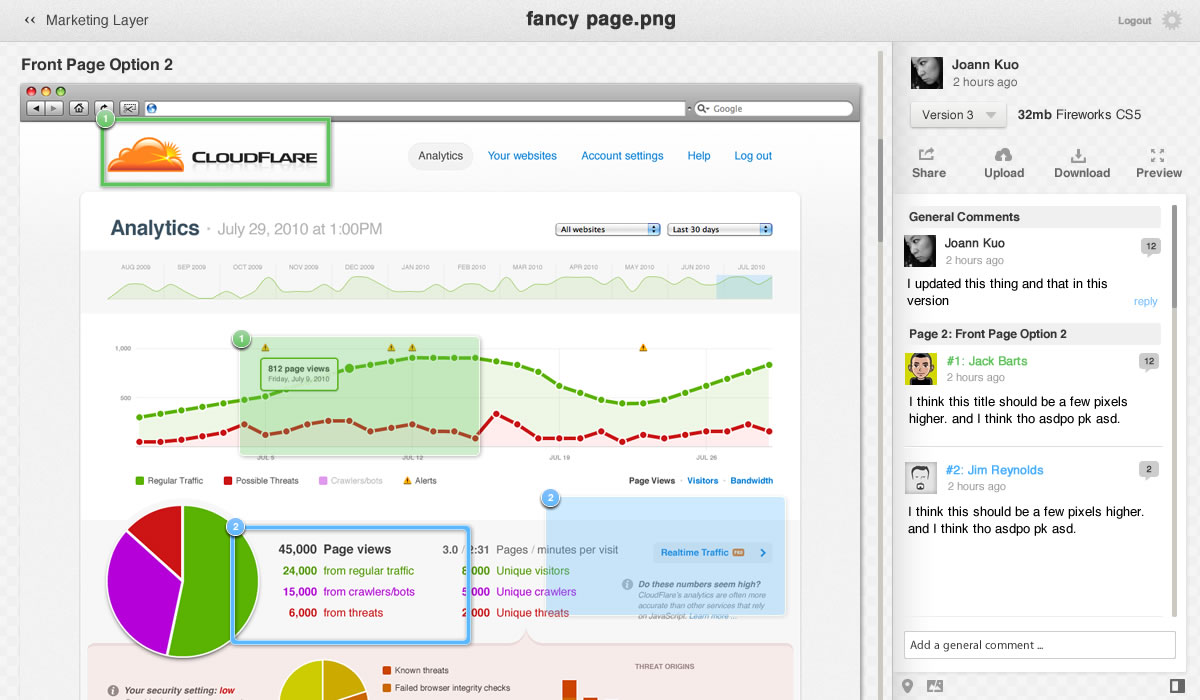 ‹‹ Marketing Layer
fancy page.png
Logout
Front Page Option 2
Google
1
CLOUDFLARE
Analytics
Your websites
Account settings
Help
Log out
Analytics · July 29, 2010 at 1:00PM
All websites
Last 30 days
AUG 2009 SEP 2009 OCT 2009 NOV 2009 DEC 2009 JAN 2010 FEB 2010 MAR 2010 APR 2010 MAY 2010 JUN 2010 JUL 2010
1
1,000
812 page views
Friday, July 9, 2010
500
JUL 5 JUL 12 JUL 19 JUL 26
Regular Traffic Possible Threats Crawlers/bots Alerts
Page Views · Visitors · Bandwidth
2
2
45,000 Page views
24,000 from regular traffic
15,000 from crawlers/bots
6,000 from threats
3.0 / 2:31 Pages / minutes per visit
8,000 Unique visitors
5,000 Unique crawlers
2,000 Unique threats
Realtime Traffic PRO
Do these numbers seem high?
CloudFlare's analytics are often more
accurate than other services that rely
on JavaScript. Learn more ...
Your security setting: low
Known threats
Failed browser integrity checks
THREAT ORIGINS
Joann Kuo
2 hours ago
Version 3
32mb Fireworks CS5
Share
Upload
Download
Preview
General Comments
Joann Kuo
2 hours ago
12
I updated this thing and that in this
version
reply
Page 2: Front Page Option 2
#1: Jack Barts
2 hours ago
12
I think this title should be a few pixels
higher. and I think tho asdpo pk asd.
#2: Jim Reynolds
2 hours ago
2
I think this should be a few pixels higher.
and I think tho asdpo pk asd.
Add a general comment ...